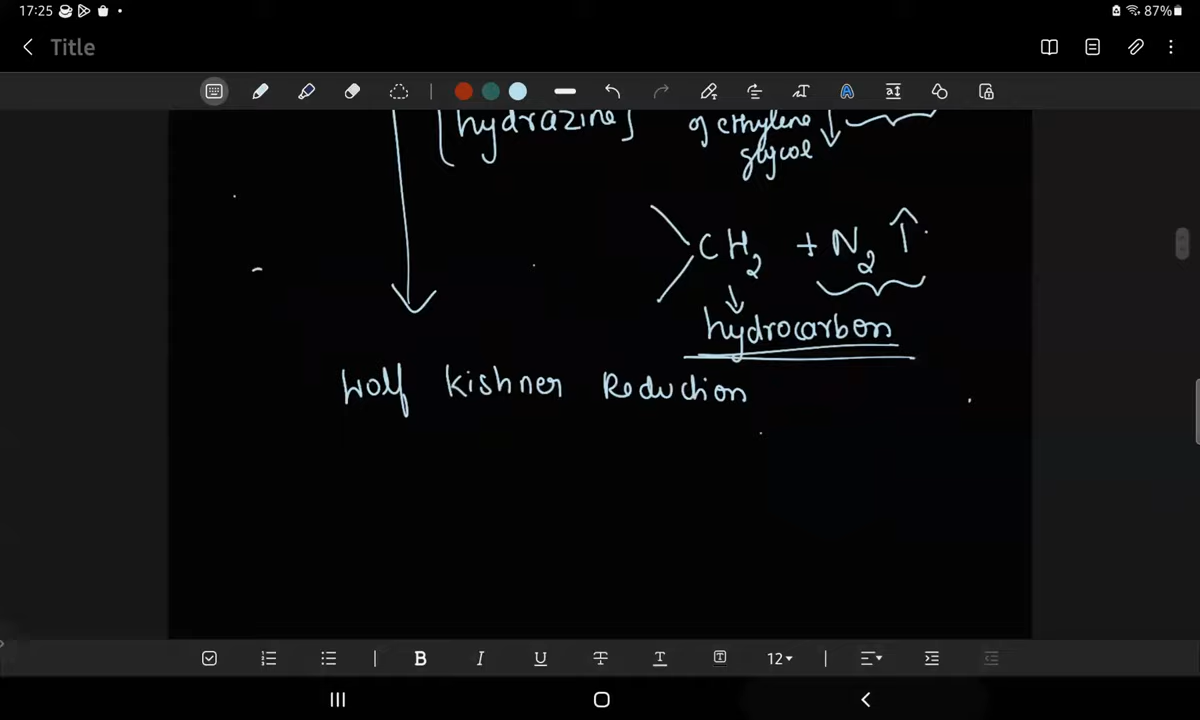 17:25
87%
Title
[hydrazine]
of ethylene
glycol ↓
CH2 + N2 ↑
↓
hydrocarbon
Wolf Kishner Reduction
B I U T T T 12